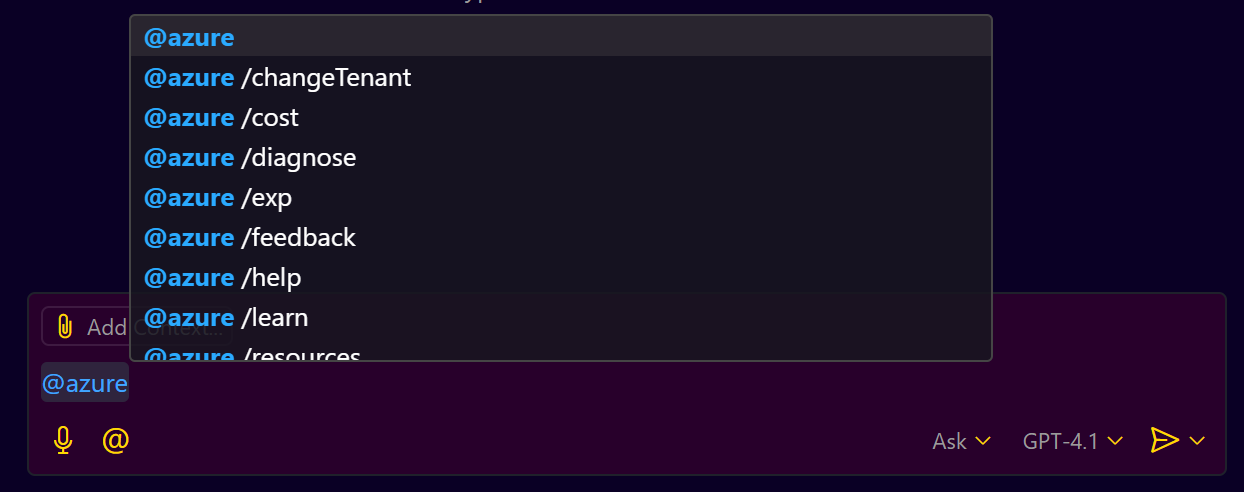 @azure
@azure /changeTenant
@azure /cost
@azure /diagnose
@azure /exp
@azure /feedback
@azure /help
@azure /learn
@azure /resources
Add Context...
@azure
@
Ask
GPT-4.1